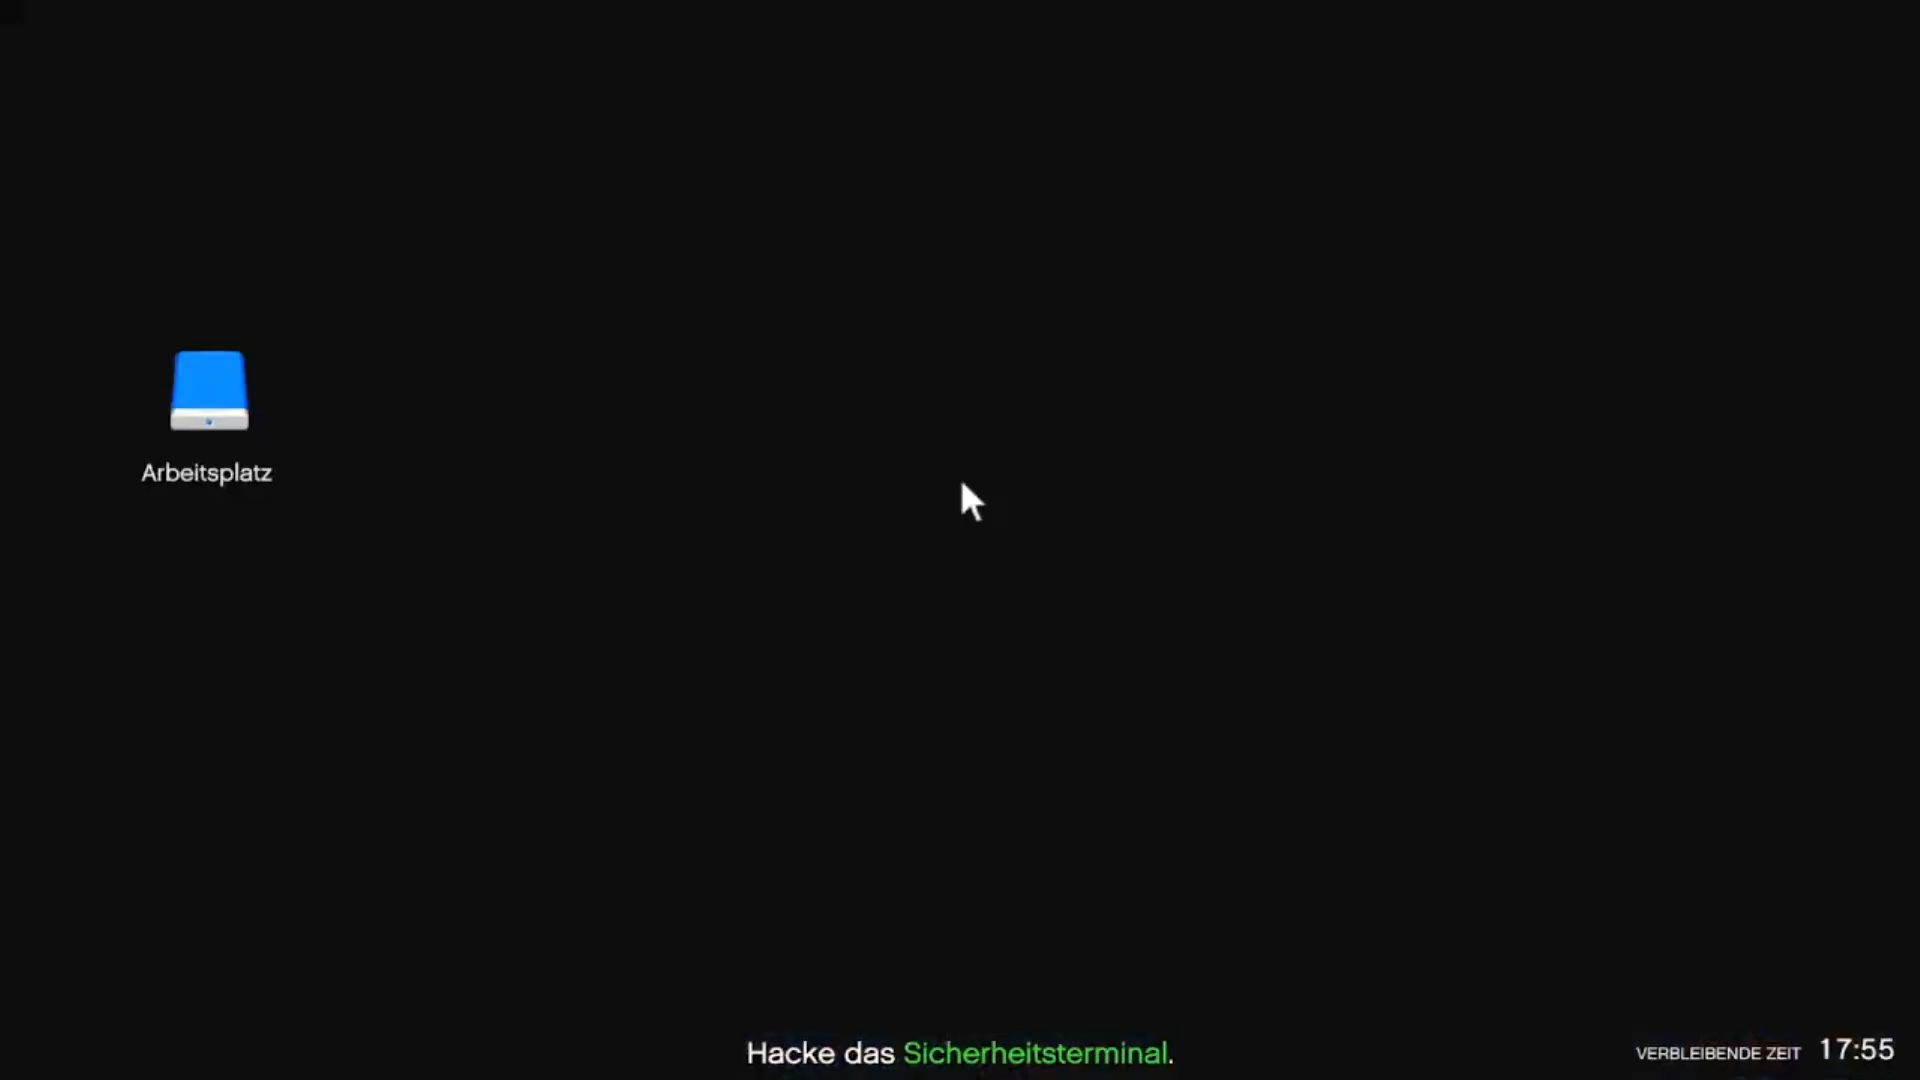 Arbeitsplatz
Hacke das Sicherheitsterminal.
VERBLEIBENDE ZEIT 17:55